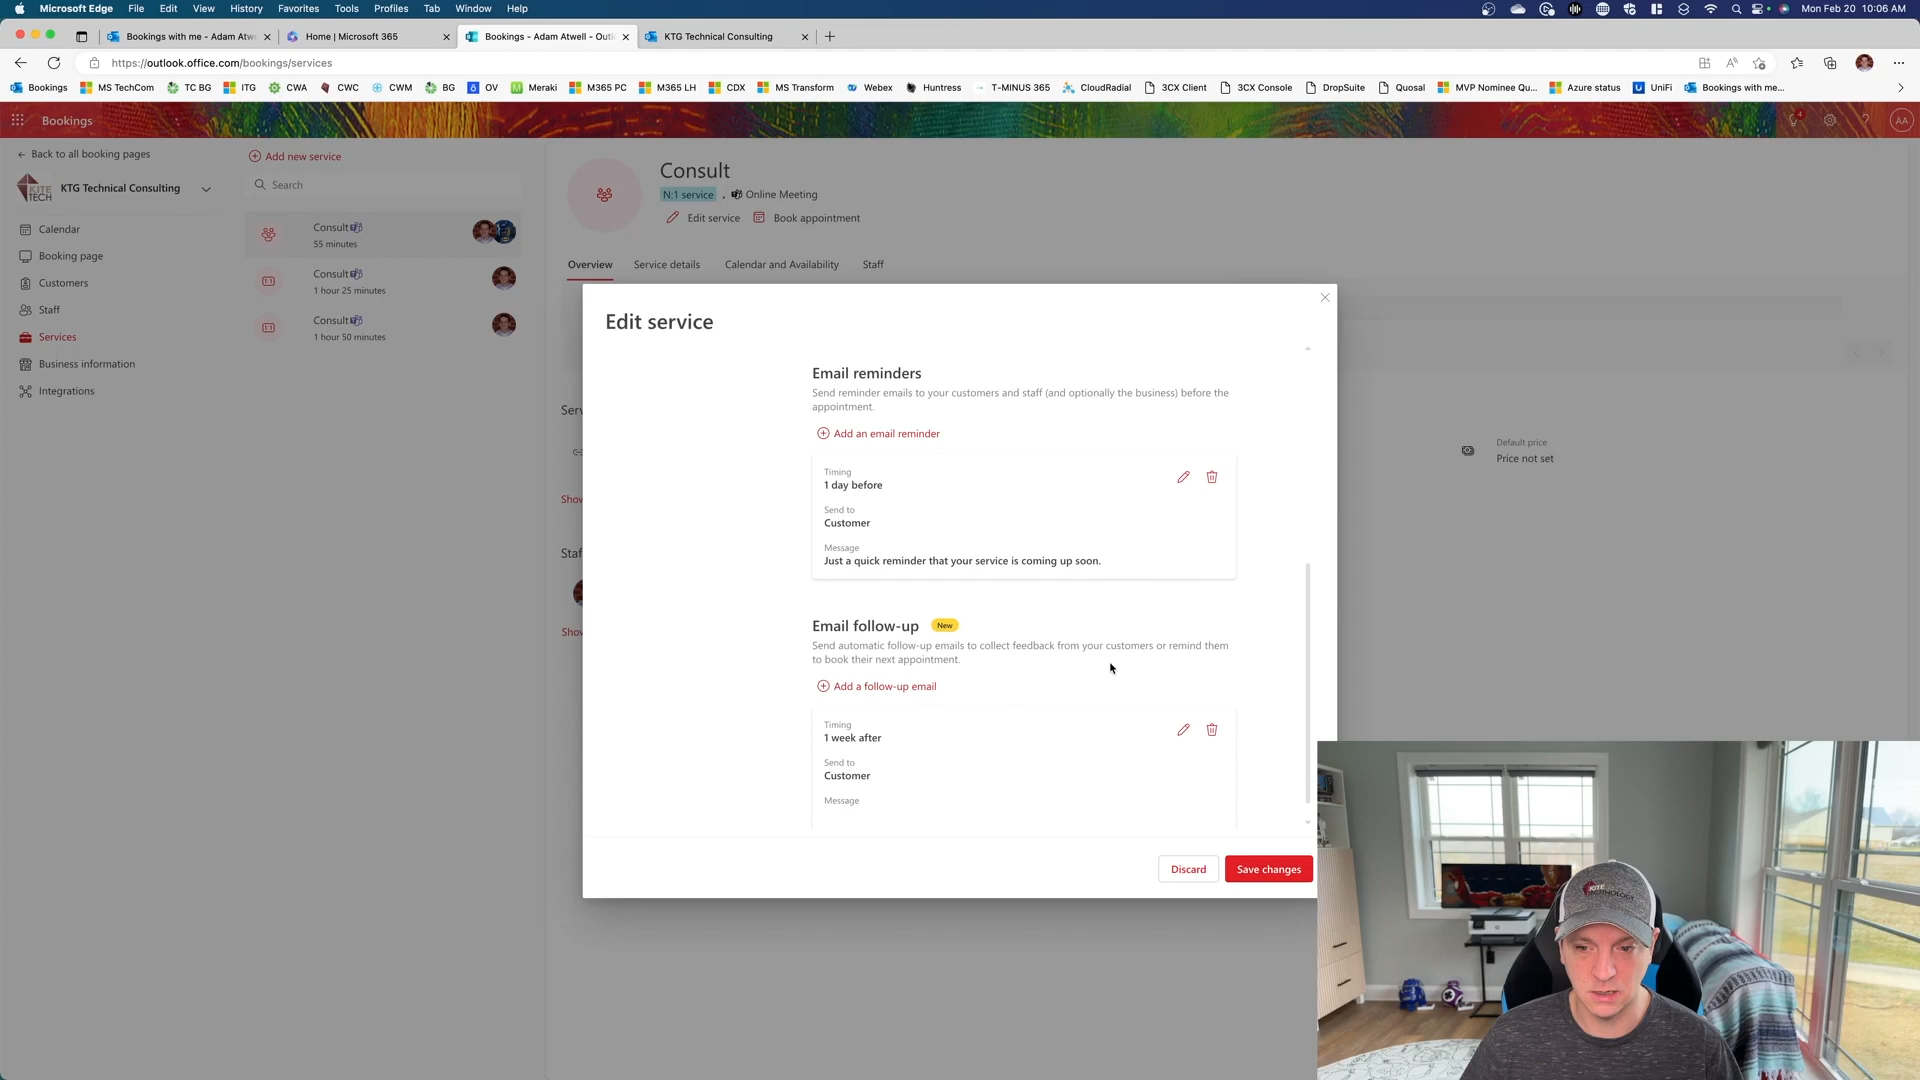 Microsoft Edge File Edit View History Favorites Tools Profiles Tab Window Help Mon Feb 20 10:06 AM
Bookings with me - Adam Atw
Home | Microsoft 365
Bookings - Adam Atwell - Outl
KTG Technical Consulting
https://outlook.office.com/bookings/services
Bookings MS TechCom TC BG ITG CWA CWC CWM BG OV Meraki M365 PC M365 LH CDX MS Transform Webex Huntress T-MINUS 365 CloudRadial 3CX Client 3CX Console DropSuite Quosal MVP Nominee Qu... Azure status UniFi Bookings with me...
Bookings
4
AA
Back to all booking pages
KITE TECH
KTG Technical Consulting
Calendar
Booking page
Customers
Staff
Services
Business information
Integrations
Add new service
Search
Consult
55 minutes
Consult
1 hour 25 minutes
Consult
1 hour 50 minutes
Consult
N:1 service . Online Meeting
Edit service Book appointment
Overview Service details Calendar and Availability Staff
Serv
Show
Staf
Show
Default price
Price not set
Edit service
Email reminders
Send reminder emails to your customers and staff (and optionally the business) before the
appointment.
Add an email reminder
Timing
1 day before
Send to
Customer
Message
Just a quick reminder that your service is coming up soon.
Email follow-up New
Send automatic follow-up emails to collect feedback from your customers or remind them
to book their next appointment.
Add a follow-up email
Timing
1 week after
Send to
Customer
Message
Discard Save changes
KITE
TECHNOLOGY